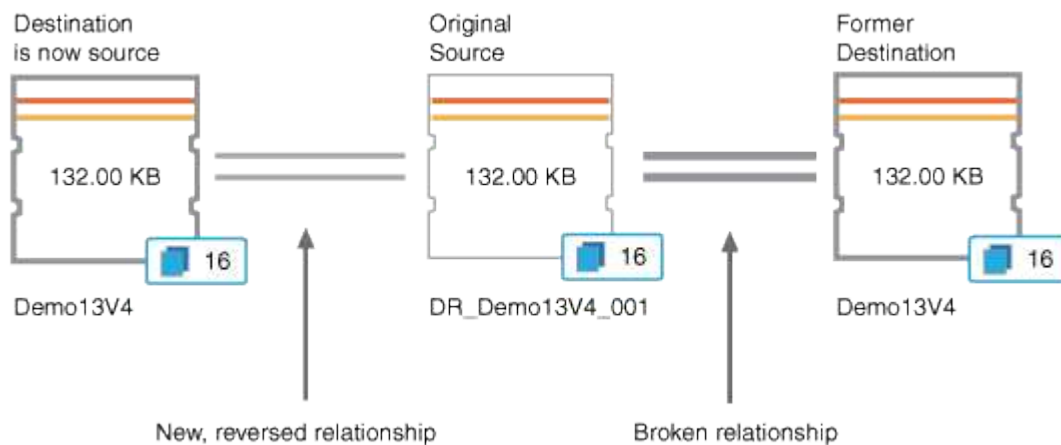 Destination
is now source
Original
Source
Former
Destination
132.00 KB
132.00 KB
132.00 KB
16
16
16
Demo13V4
DR_Demo13V4_001
Demo13V4
New, reversed relationship
Broken relationship